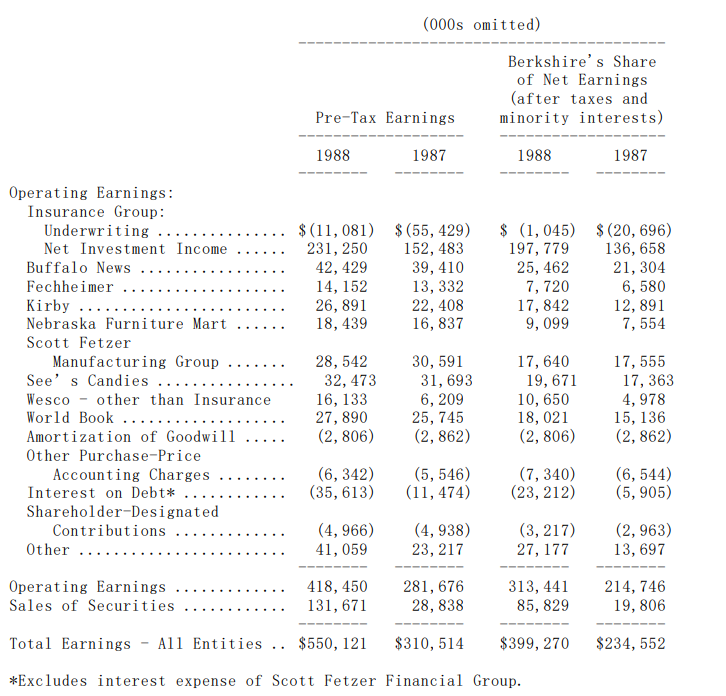 (000s omitted)
------------------------------------------
Berkshire's Share
of Net Earnings
(after taxes and
Pre-Tax Earnings minority interests)
------------------- -------------------
1988 1987 1988 1987
-------- -------- -------- --------
Operating Earnings:
Insurance Group:
Underwriting ............... $(11,081) $(55,429) $ (1,045) $(20,696)
Net Investment Income ...... 231,250 152,483 197,779 136,658
Buffalo News ................. 42,429 39,410 25,462 21,304
Fechheimer ................... 14,152 13,332 7,720 6,580
Kirby ........................ 26,891 22,408 17,842 12,891
Nebraska Furniture Mart ...... 18,439 16,837 9,099 7,554
Scott Fetzer
Manufacturing Group ....... 28,542 30,591 17,640 17,555
See's Candies ................ 32,473 31,693 19,671 17,363
Wesco - other than Insurance 16,133 6,209 10,650 4,978
World Book ................... 27,890 25,745 18,021 15,136
Amortization of Goodwill ..... (2,806) (2,862) (2,806) (2,862)
Other Purchase-Price
Accounting Charges ........ (6,342) (5,546) (7,340) (6,544)
Interest on Debt* ............ (35,613) (11,474) (23,212) (5,905)
Shareholder-Designated
Contributions ............. (4,966) (4,938) (3,217) (2,963)
Other ........................ 41,059 23,217 27,177 13,697
-------- -------- -------- --------
Operating Earnings ............. 418,450 281,676 313,441 214,746
Sales of Securities ............ 131,671 28,838 85,829 19,806
-------- -------- -------- --------
Total Earnings - All Entities .. $550,121 $310,514 $399,270 $234,552
*Excludes interest expense of Scott Fetzer Financial Group.